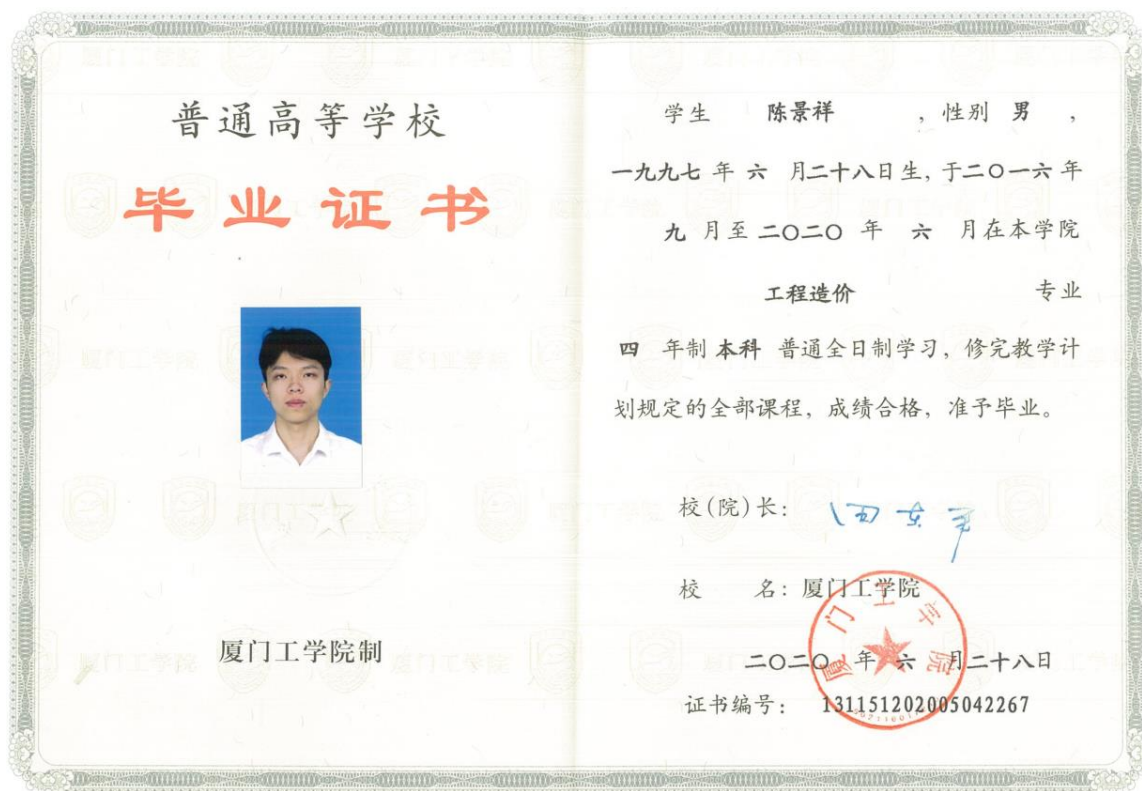 普通高等学校
毕业证书
厦门工学院制
学生 陈景祥 ，性别 男 ，
一九九七 年 六 月二十八日生，于二〇一六年
九 月至 二〇二〇 年 六 月在本学院
工程造价 专业
四 年制 本科 普通全日制学习，修完教学计
划规定的全部课程，成绩合格，准予毕业。
校(院)长：
校 名：厦门工学院
厦门工学院
二〇二〇 年 六 月二十八日
证书编号： 131151202005042267